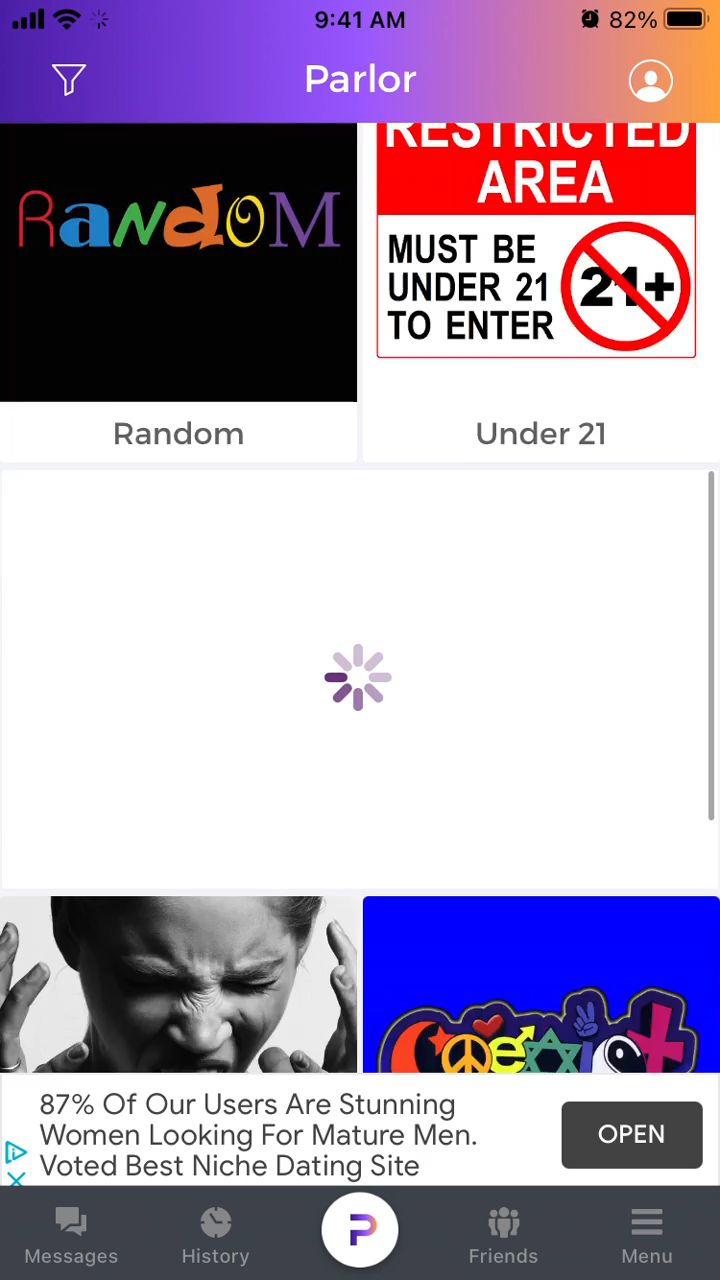 9:41 AM
82%
Parlor
RANdOM
RESTRICTED
AREA
MUST BE
UNDER 21
TO ENTER
21+
Random
Under 21
coexist
87% Of Our Users Are Stunning
Women Looking For Mature Men.
Voted Best Niche Dating Site
OPEN
P
Messages
History
Friends
Menu